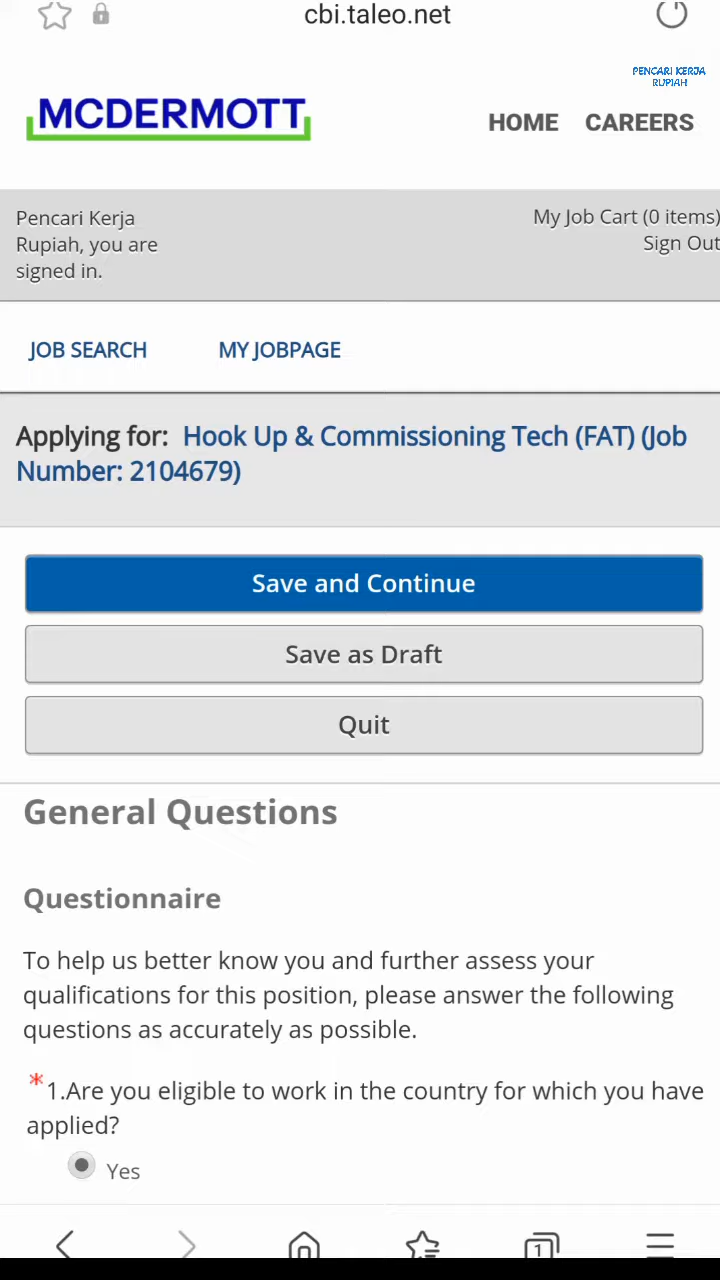 cbi.taleo.net
PENCARI KERJA
RUPIAH
MCDERMOTT
HOME CAREERS
Pencari Kerja
Rupiah, you are
signed in.
My Job Cart (0 items)
Sign Out
JOB SEARCH MY JOBPAGE
Applying for: Hook Up & Commissioning Tech (FAT) (Job
Number: 2104679)
Save and Continue
Save as Draft
Quit
General Questions
Questionnaire
To help us better know you and further assess your
qualifications for this position, please answer the following
questions as accurately as possible.
*1.Are you eligible to work in the country for which you have
applied?
Yes
1